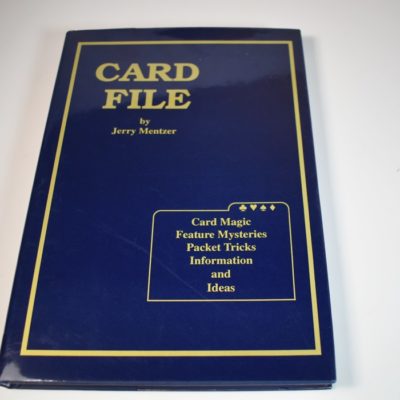 CARD
FILE
by
Jerry Mentzer
♣♥♠♦
Card Magic
Feature Mysteries
Packet Tricks
Information
and
Ideas